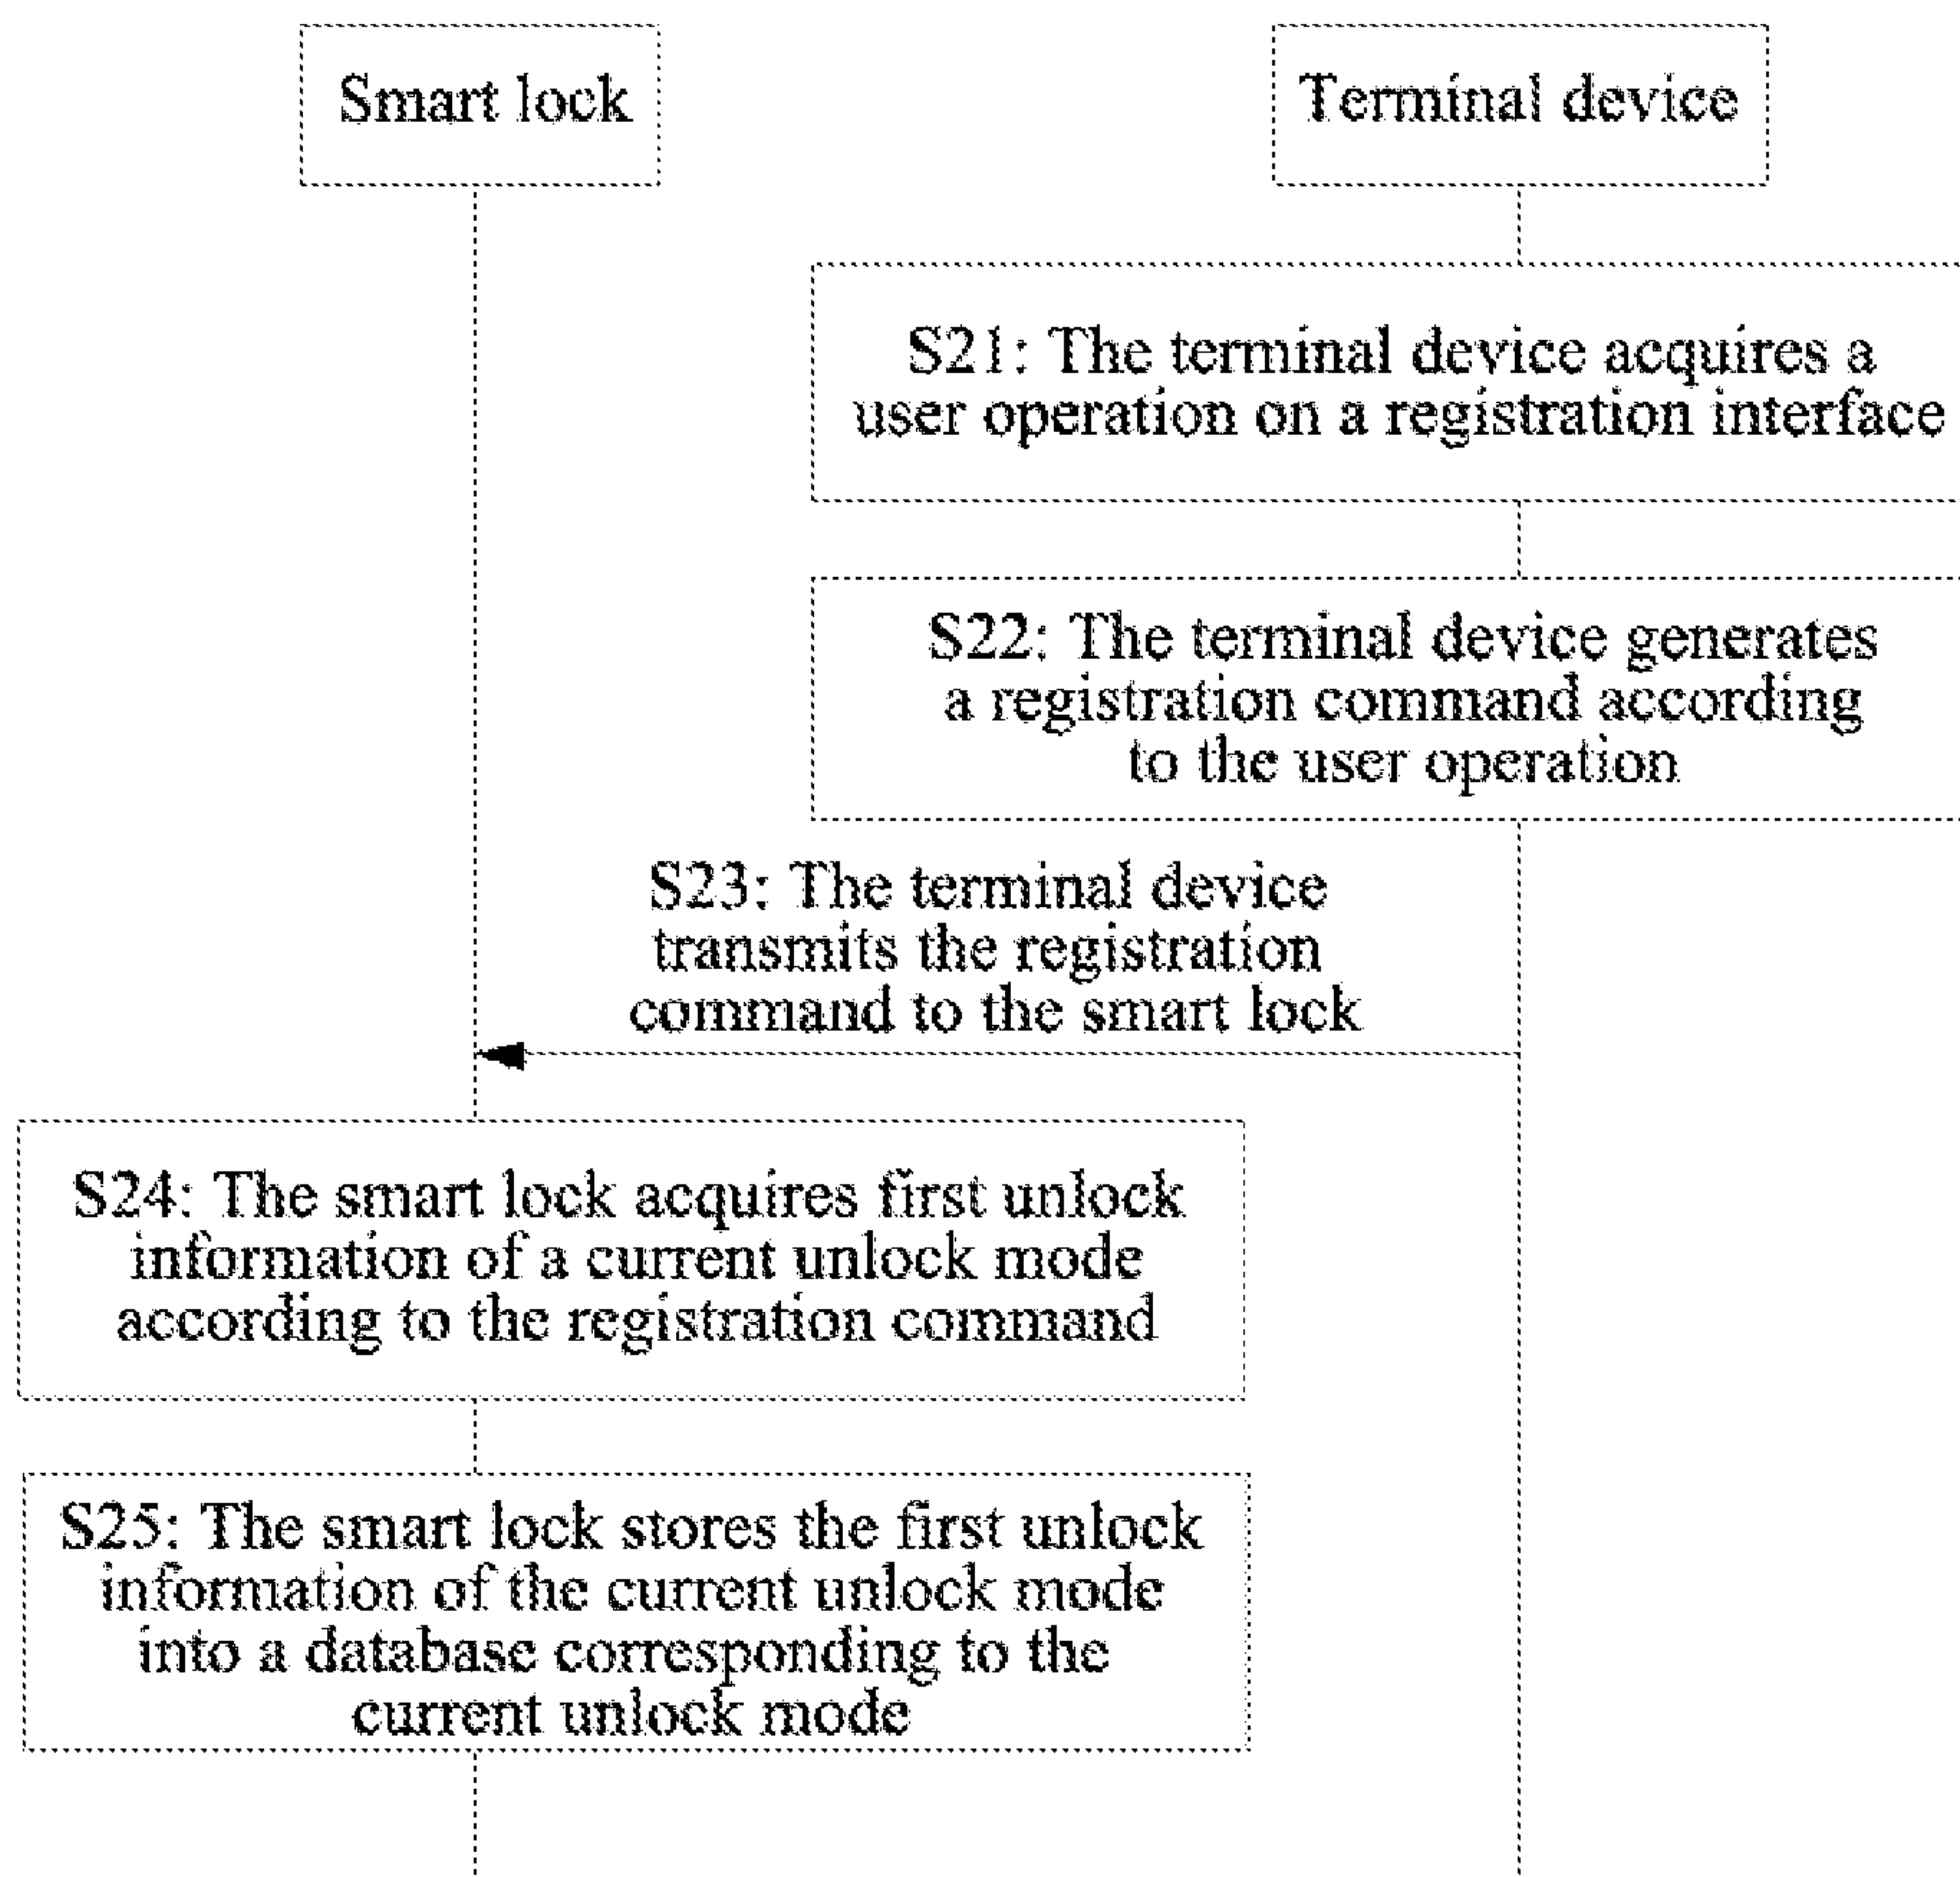 Smart lock
Terminal device
S21: The terminal device acquires a
user operation on a registration interface
S22: The terminal device generates
a registration command according
to the user operation
S23: The terminal device
transmits the registration
command to the smart lock
S24: The smart lock acquires first unlock
information of a current unlock mode
according to the registration command
S25: The smart lock stores the first unlock
information of the current unlock mode
into a database corresponding to the
current unlock mode